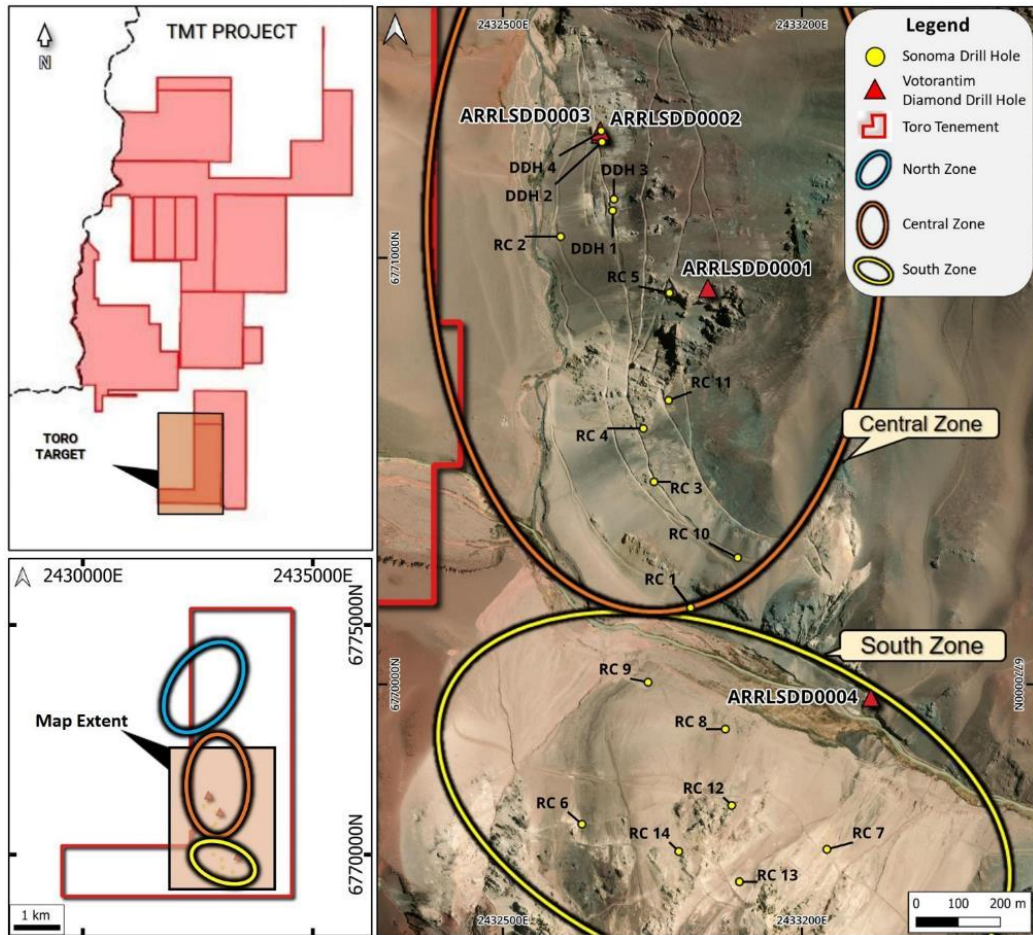 TMT PROJECT
N
TORO
TARGET
2430000E
2435000E
6775000N
6770000N
Map Extent
1 km
2432500E
2433200E
Legend
Sonoma Drill Hole
Votorantim
Diamond Drill Hole
Toro Tenement
North Zone
Central Zone
South Zone
ARRLSDD0003
ARRLSDD0002
DDH 4
DDH 3
DDH 2
RC 2
DDH 1
6771000N
RC 5
ARRLSDD0001
RC 11
RC 4
Central Zone
RC 3
RC 10
RC 1
South Zone
RC 9
6770000N
6770000N
ARRLSDD0004
RC 8
RC 12
RC 6
RC 14
RC 7
RC 13
0
100
200 m
2432500E
2433200E